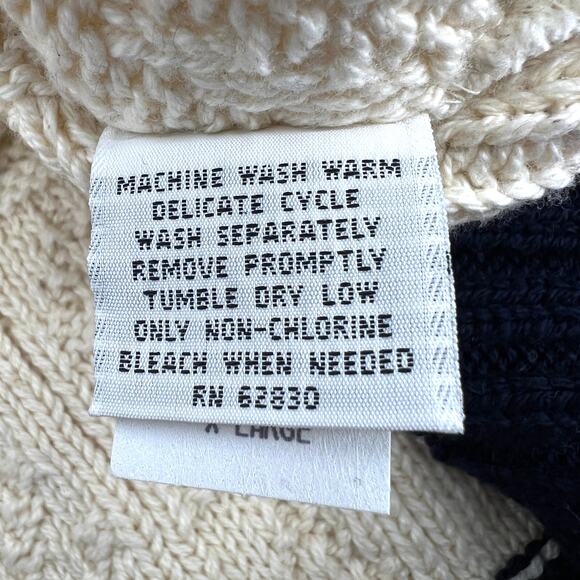 MACHINE WASH WARM
DELICATE CYCLE
WASH SEPARATELY
REMOVE PROMPTLY
TUMBLE DRY LOW
ONLY NON-CHLORINE
BLEACH WHEN NEEDED
RN 62830
X-LARGE